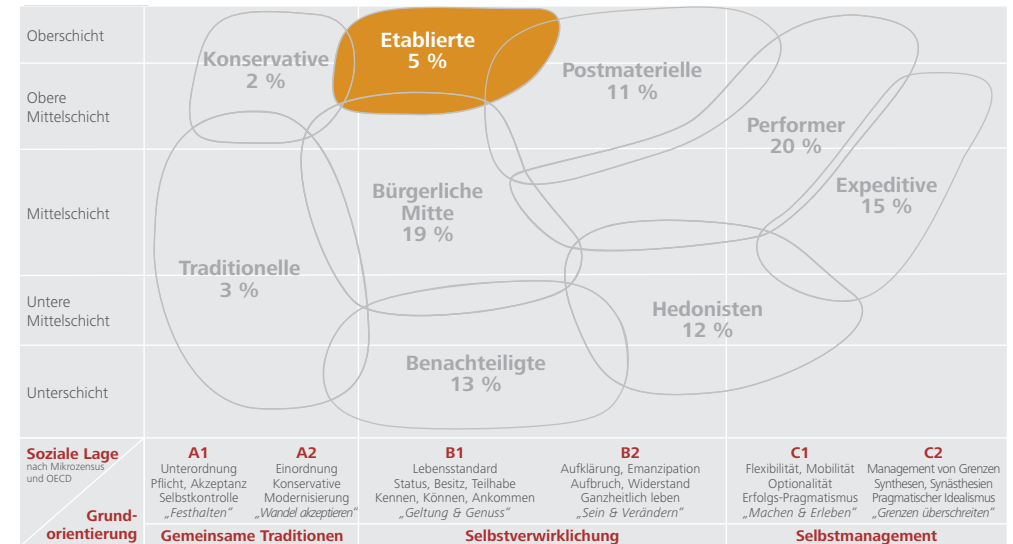 Oberschicht
Obere
Mittelschicht
Mittelschicht
Untere
Mittelschicht
Unterschicht
Konservative
2 %
Etablierte
5 %
Postmaterielle
11 %
Performer
20 %
Expeditive
15 %
Bürgerliche
Mitte
19 %
Traditionelle
3 %
Hedonisten
12 %
Benachteiligte
13 %
Soziale Lage
nach Mikrozensus
und OECD
Grund-
orientierung
A1
Unterordnung
Pflicht, Akzeptanz
Selbstkontrolle
„Festhalten“
A2
Einordnung
Konservative
Modernisierung
„Wandel akzeptieren“
Gemeinsame Traditionen
B1
Lebensstandard
Status, Besitz, Teilhabe
Kennen, Können, Ankommen
„Geltung & Genuss“
B2
Aufklärung, Emanzipation
Aufbruch, Widerstand
Ganzheitlich leben
„Sein & Verändern“
Selbstverwirklichung
C1
Flexibilität, Mobilität
Optionalität
Erfolgs-Pragmatismus
„Machen & Erleben“
C2
Management von Grenzen
Synthesen, Synästhesien
Pragmatischer Idealismus
„Grenzen überschreiten“
Selbstmanagement